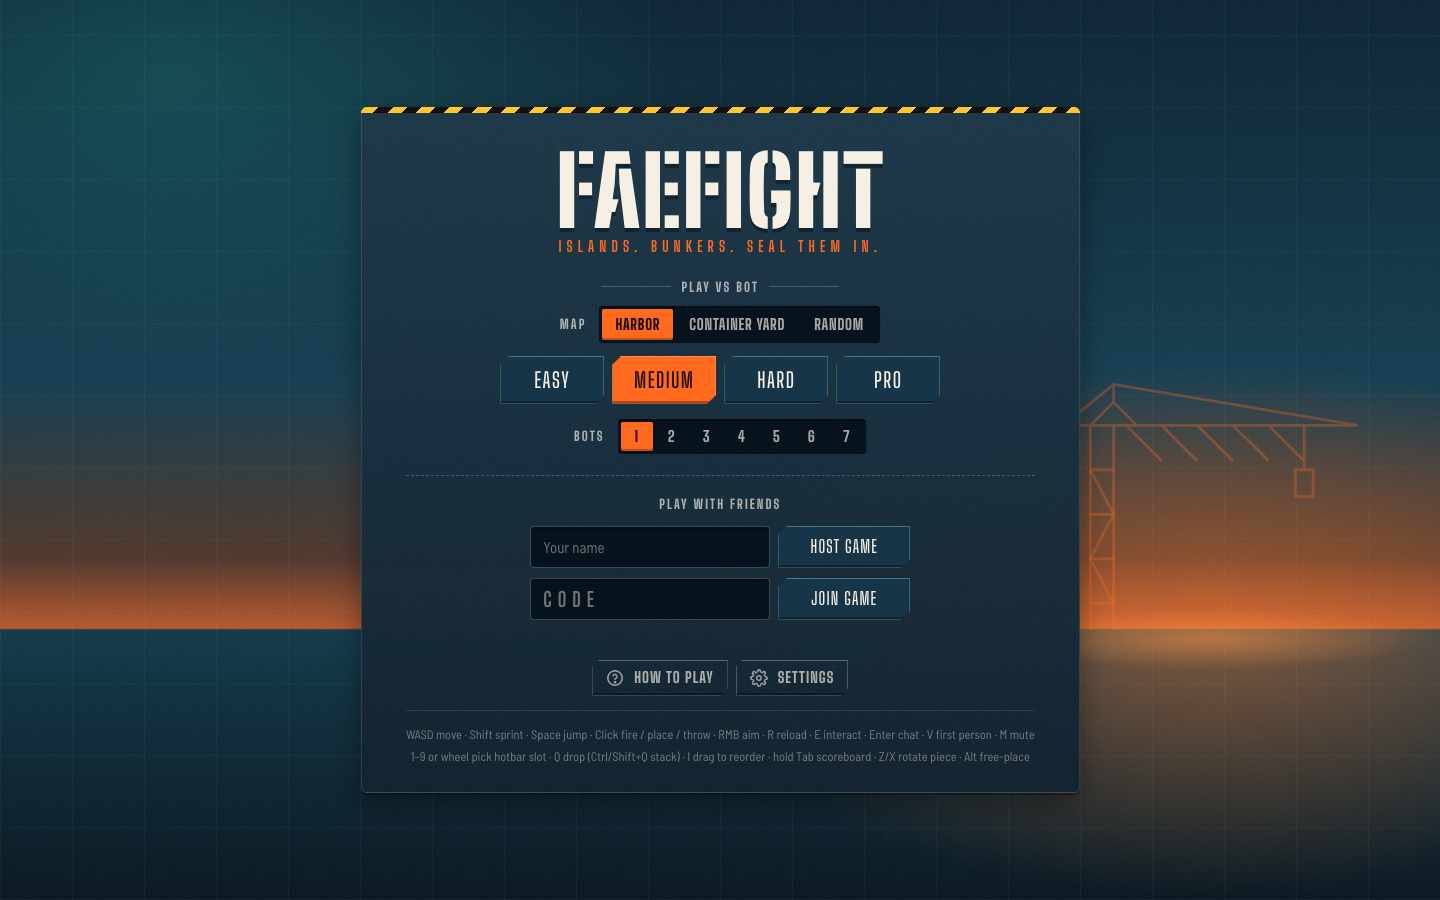 FAEFIGHT
ISLANDS. BUNKERS. SEAL THEM IN.
PLAY VS BOT
MAP HARBOR CONTAINER YARD RANDOM
EASY MEDIUM HARD PRO
BOTS 1 2 3 4 5 6 7
PLAY WITH FRIENDS
Your name HOST GAME
CODE JOIN GAME
HOW TO PLAY SETTINGS
WASD move · Shift sprint · Space jump · Click fire / place / throw · RMB aim · R reload · E interact · Enter chat · V first person · M mute
1–9 or wheel pick hotbar slot · Q drop (Ctrl/Shift+Q stack) · I drag to reorder · hold Tab scoreboard · Z/X rotate piece · Alt free-place